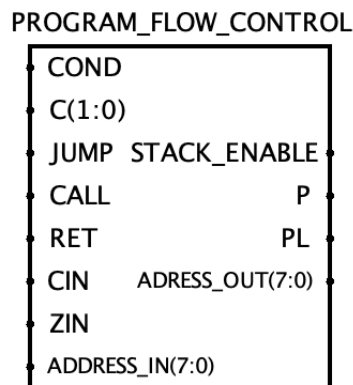 PROGRAM_FLOW_CONTROL
COND
C(1:0)
JUMP STACK_ENABLE
CALL P
RET PL
CIN ADRESS_OUT(7:0)
ZIN
ADDRESS_IN(7:0)